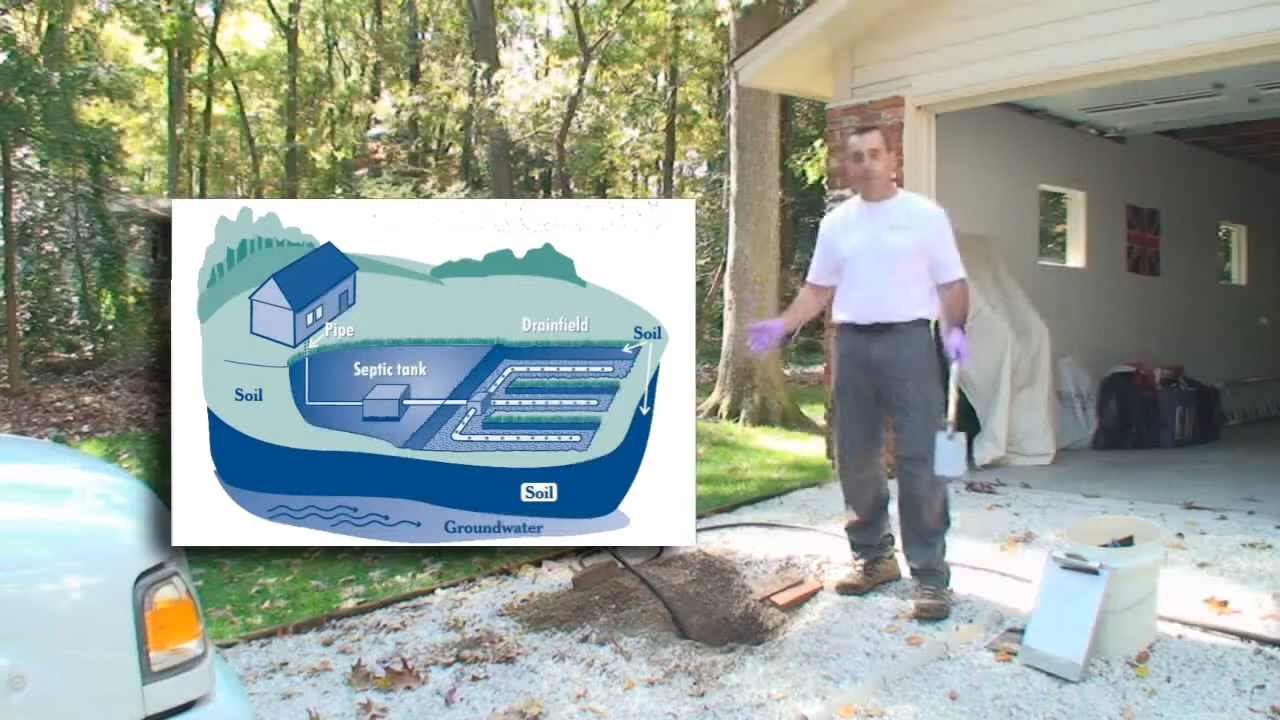 Pipe
Drainfield
Soil
Septic tank
Soil
Soil
Groundwater